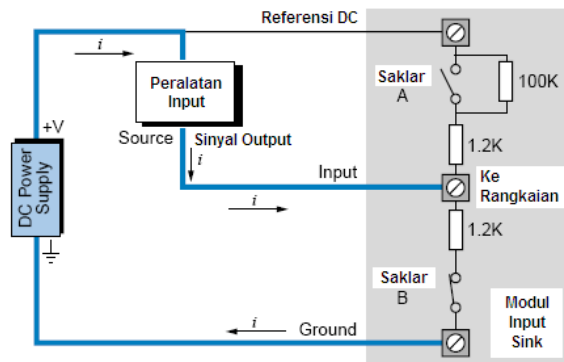 Referensi DC
i
Peralatan
Input
Saklar
A
100K
+V
Source
Sinyal Output
i
1.2K
DC Power
Supply
Input
Ke
Rangkaian
i
1.2K
Saklar
B
Modul
Input
Sink
i
Ground